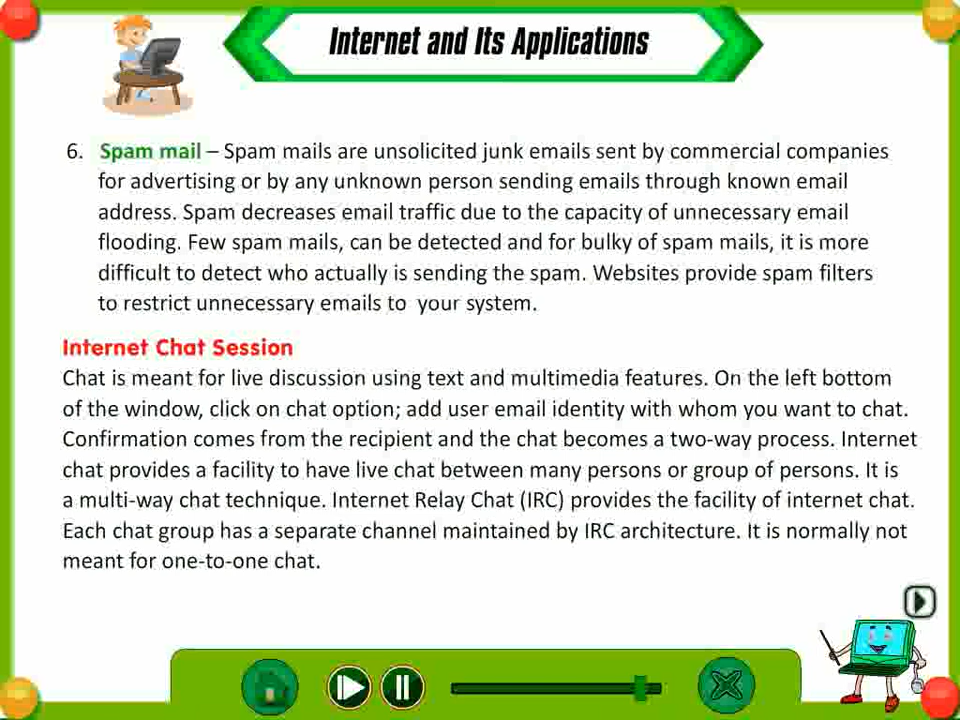 Internet and Its Applications
6. Spam mail – Spam mails are unsolicited junk emails sent by commercial companies
for advertising or by any unknown person sending emails through known email
address. Spam decreases email traffic due to the capacity of unnecessary email
flooding. Few spam mails, can be detected and for bulky of spam mails, it is more
difficult to detect who actually is sending the spam. Websites provide spam filters
to restrict unnecessary emails to your system.
Internet Chat Session
Chat is meant for live discussion using text and multimedia features. On the left bottom
of the window, click on chat option; add user email identity with whom you want to chat.
Confirmation comes from the recipient and the chat becomes a two-way process. Internet
chat provides a facility to have live chat between many persons or group of persons. It is
a multi-way chat technique. Internet Relay Chat (IRC) provides the facility of internet chat.
Each chat group has a separate channel maintained by IRC architecture. It is normally not
meant for one-to-one chat.